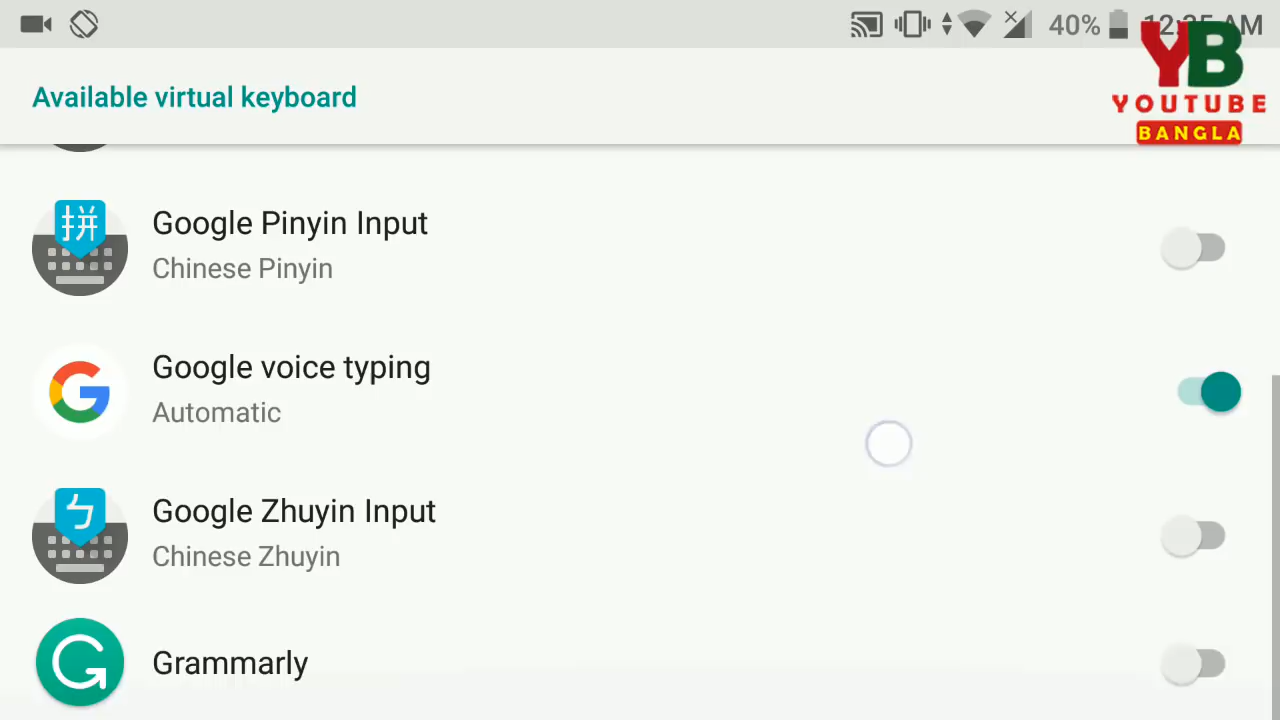 40%
Available virtual keyboard
YB
YOUTUBE
BANGLA
拼
Google Pinyin Input
Chinese Pinyin
Google voice typing
Automatic
ㄅ
Google Zhuyin Input
Chinese Zhuyin
Grammarly